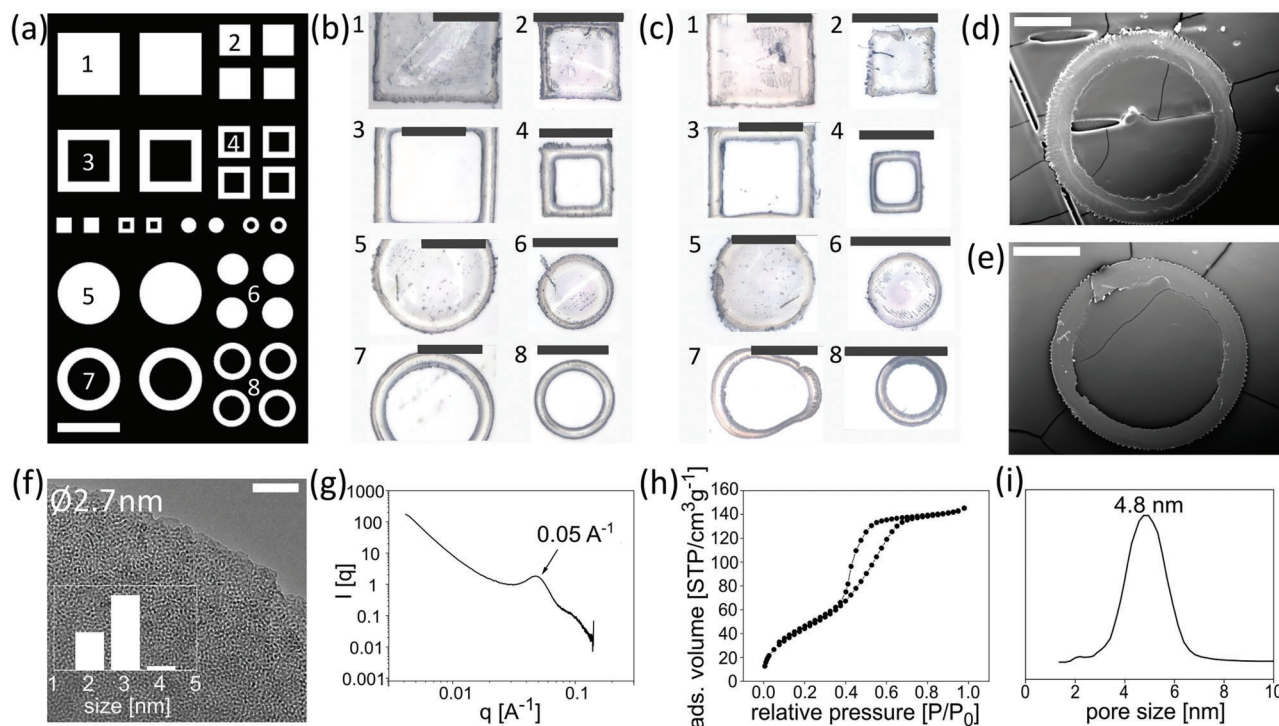 (a)
1
2
3
4
5
6
7
8
(b)
1
2
3
4
5
6
7
8
(c)
1
2
3
4
5
6
7
8
(d)
(e)
(f)
Ø2.7nm
1 2 3 4 5
size [nm]
(g)
1000
100
10
1
0.1
0.01
0.001
I [q]
0.05 A⁻¹
0.01 0.1
q [A⁻¹]
(h)
160
140
120
100
80
60
40
20
0
ads. volume [STP/cm³g⁻¹]
0.0 0.2 0.4 0.6 0.8 1.0
relative pressure [P/P₀]
(i)
4.8 nm
0 2 4 6 8 10
pore size [nm]